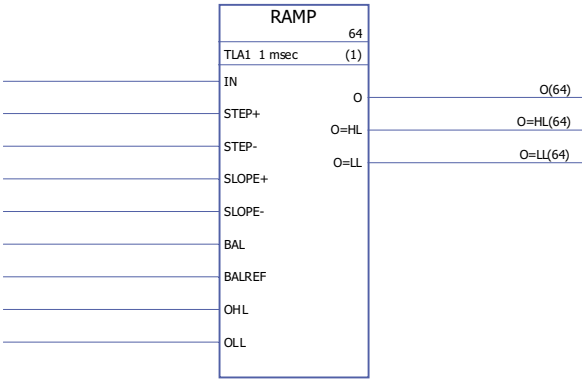 RAMP
64
TLA1 1 msec (1)
IN
O
O(64)
STEP+
O=HL
O=HL(64)
STEP-
O=LL
O=LL(64)
SLOPE+
SLOPE-
BAL
BALREF
OHL
OLL